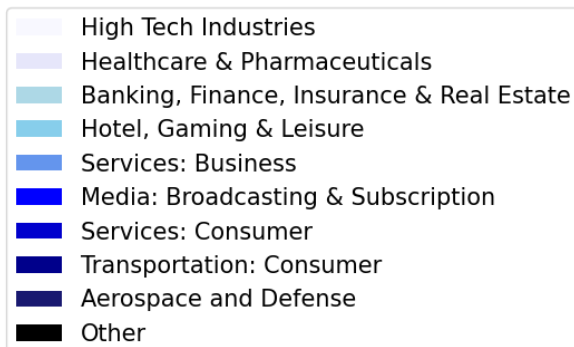 High Tech Industries
Healthcare & Pharmaceuticals
Banking, Finance, Insurance & Real Estate
Hotel, Gaming & Leisure
Services: Business
Media: Broadcasting & Subscription
Services: Consumer
Transportation: Consumer
Aerospace and Defense
Other